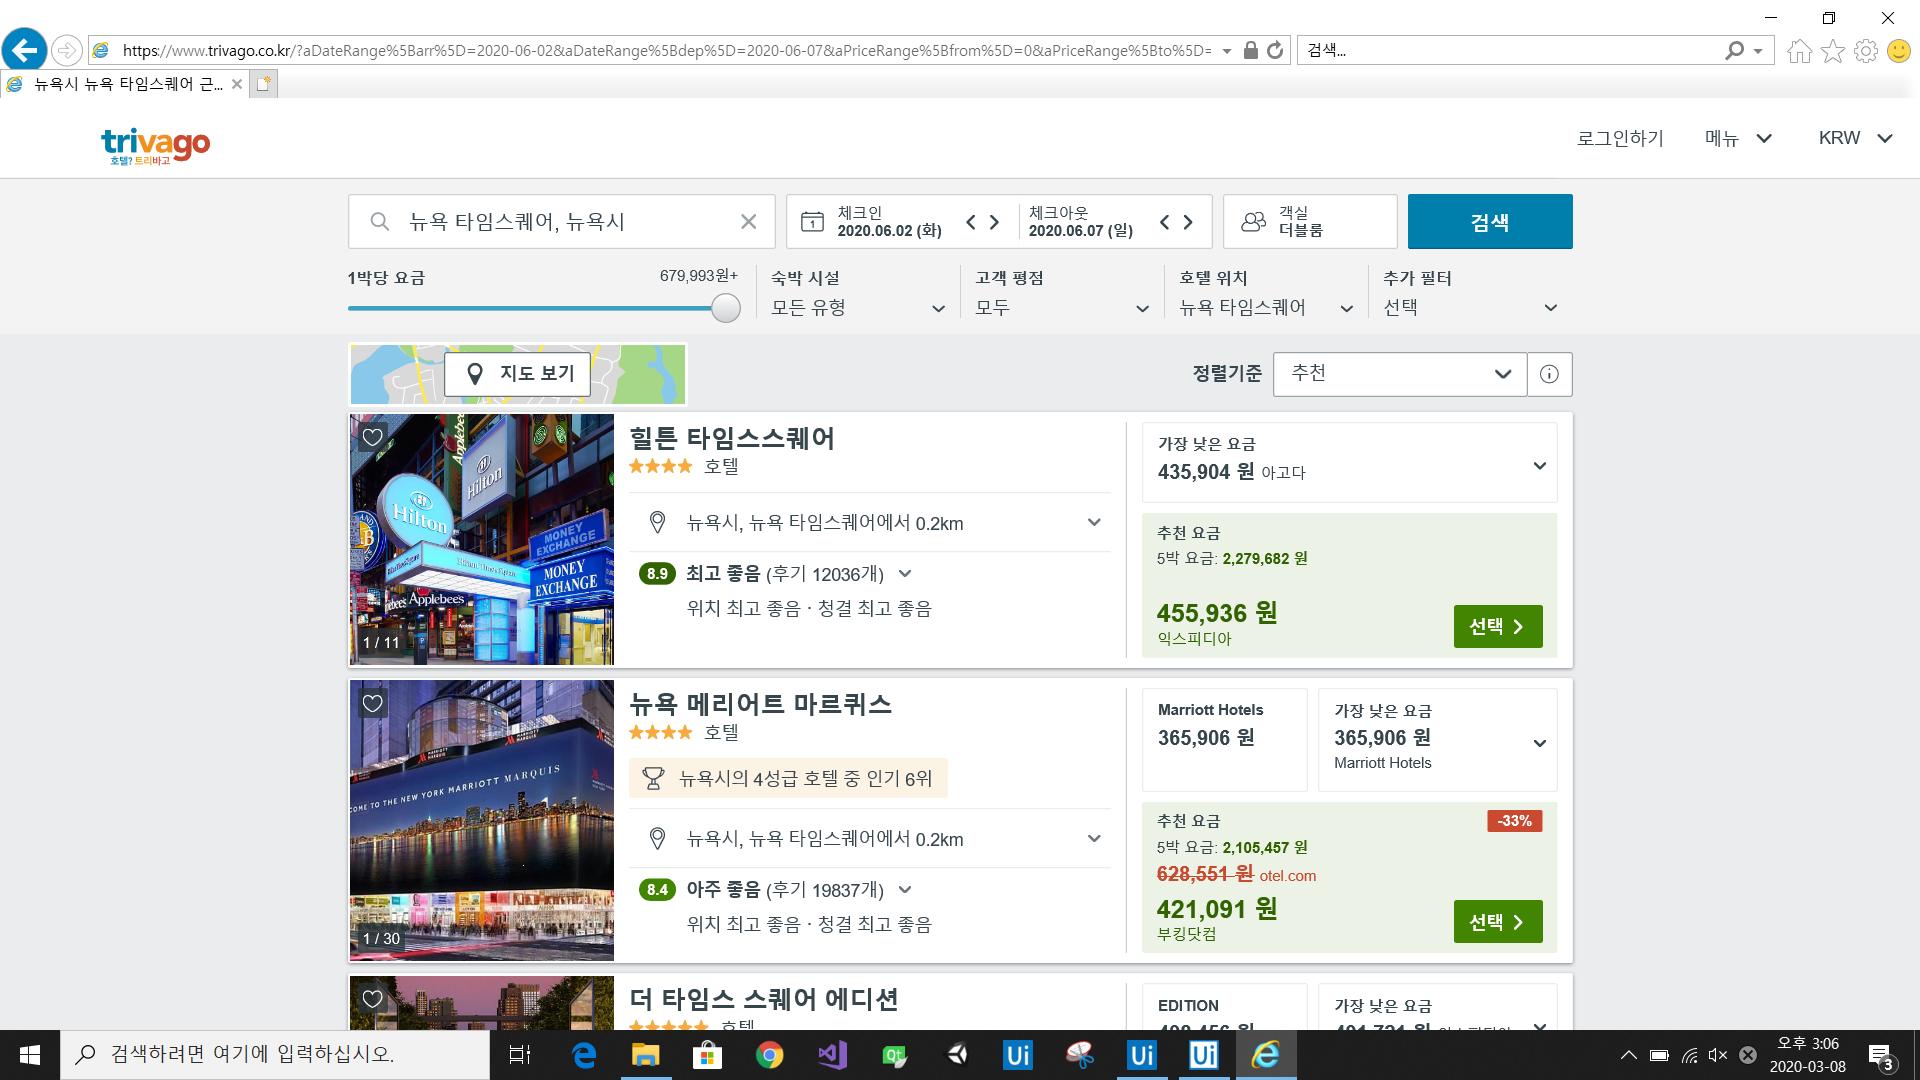 https://www.trivago.co.kr/?aDateRange%5Barr%5D=2020-06-02&aDateRange%5Bdep%5D=2020-06-07&aPriceRange%5Bfrom%5D=0&aPriceRange%5Bto%5D=
검색...
뉴욕시 뉴욕 타임스퀘어 근...
trivago
호텔? 트리바고
로그인하기
메뉴
KRW
뉴욕 타임스퀘어, 뉴욕시
체크인
2020.06.02 (화)
체크아웃
2020.06.07 (일)
객실
더블룸
검색
1박당 요금
679,993원+
숙박 시설
모든 유형
고객 평점
모두
호텔 위치
뉴욕 타임스퀘어
추가 필터
선택
지도 보기
정렬기준
추천
힐튼 타임스스퀘어
호텔
뉴욕시, 뉴욕 타임스퀘어에서 0.2km
8.9 최고 좋음 (후기 12036개)
위치 최고 좋음 · 청결 최고 좋음
1 / 11
Hilton
Hilton
MONEY EXCHANGE
MONEY EXCHANGE
Applebee's
가장 낮은 요금
435,904 원 아고다
추천 요금
5박 요금: 2,279,682 원
455,936 원
익스피디아
선택
뉴욕 메리어트 마르퀴스
호텔
뉴욕시의 4성급 호텔 중 인기 6위
뉴욕시, 뉴욕 타임스퀘어에서 0.2km
8.4 아주 좋음 (후기 19837개)
위치 최고 좋음 · 청결 최고 좋음
COME TO THE NEW YORK MARRIOTT MARQUIS
1 / 30
Marriott Hotels
365,906 원
가장 낮은 요금
365,906 원
Marriott Hotels
추천 요금
-33%
5박 요금: 2,105,457 원
628,551 원 otel.com
421,091 원
부킹닷컴
선택
더 타임스 스퀘어 에디션
호텔
EDITION
가장 낮은 요금
검색하려면 여기에 입력하십시오.
오후 3:06
2020-03-08
3